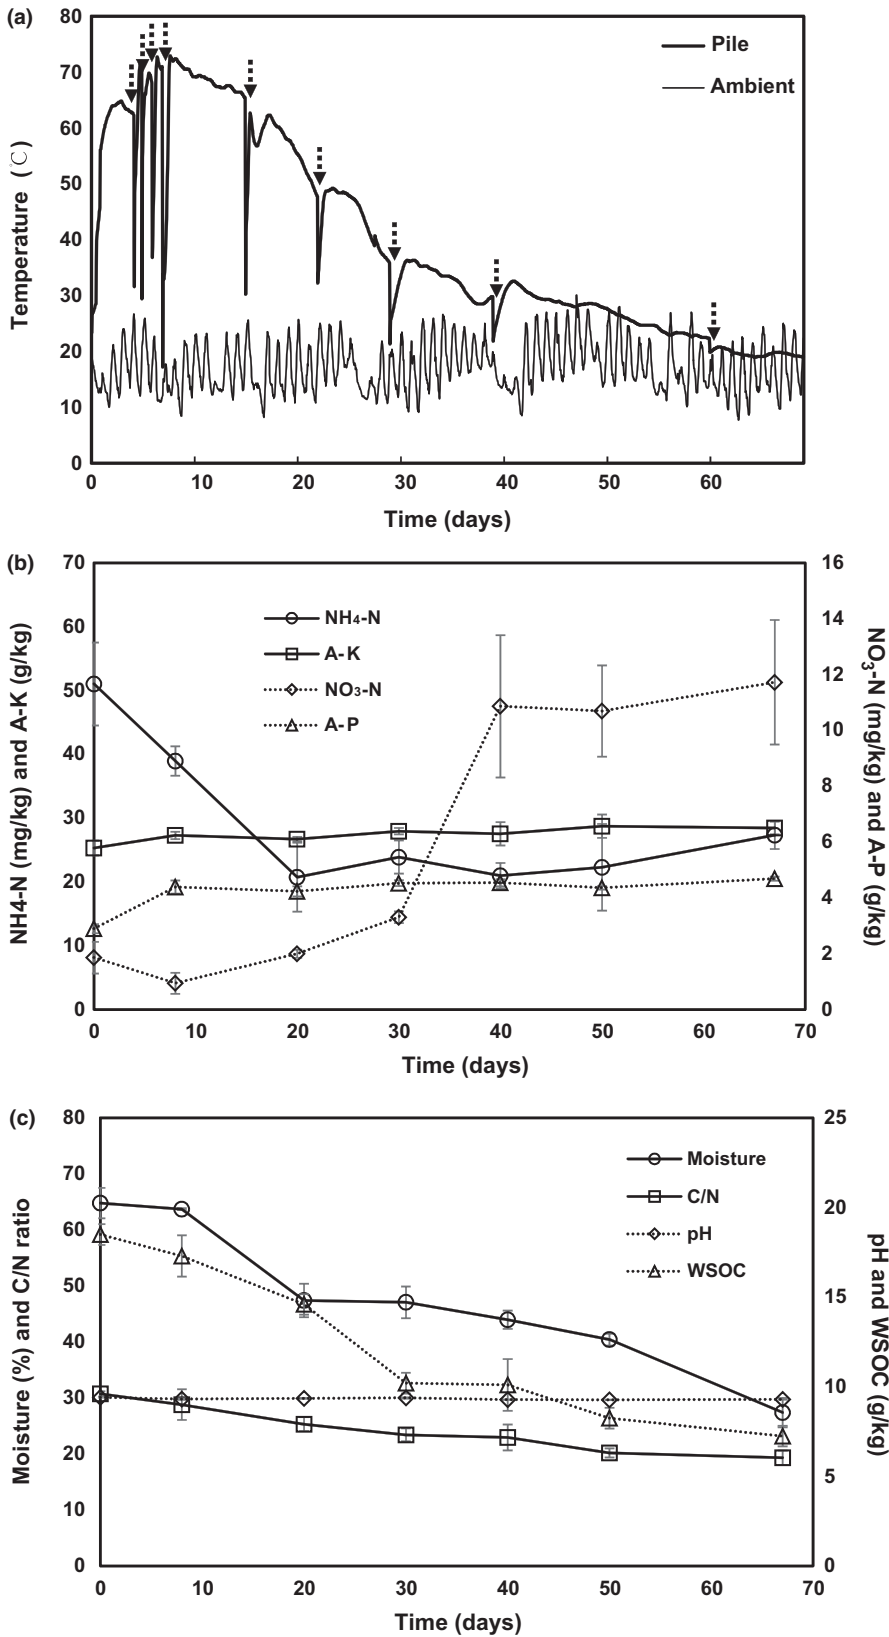 (a)
80
70
60
50
40
30
20
10
0
Temperature (℃)
Pile
Ambient
0 10 20 30 40 50 60
Time (days)
(b)
70
60
50
40
30
20
10
0
NH4-N (mg/kg) and A-K (g/kg)
NH₄-N
A-K
NO₃-N
A-P
16
14
12
10
8
6
4
2
0
NO₃-N (mg/kg) and A-P (g/kg)
0 10 20 30 40 50 60 70
Time (days)
(c)
80
70
60
50
40
30
20
10
0
Moisture (%) and C/N ratio
Moisture
C/N
pH
WSOC
25
20
15
10
5
0
pH and WSOC (g/kg)
0 10 20 30 40 50 60 70
Time (days)